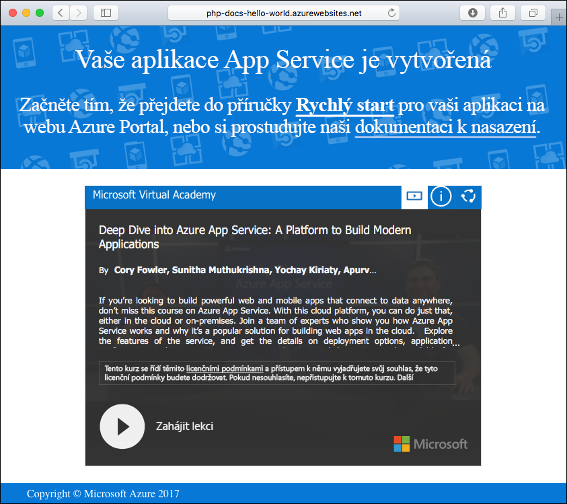 php-docs-hello-world.azurewebsites.net
Vaše aplikace App Service je vytvořená
Začněte tím, že přejdete do příručky Rychlý start pro vaši aplikaci na
webu Azure Portal, nebo si prostudujte naši dokumentaci k nasazení.
Microsoft Virtual Academy
Deep Dive into Azure App Service: A Platform to Build Modern
Applications
By Cory Fowler, Sunitha Muthukrishna, Yochay Kiriaty, Apurv...
If you're looking to build powerful web and mobile apps that connect to data anywhere,
don't miss this course on Azure App Service. With this cloud platform, you can do just that,
either in the cloud or on-premises. Join a team of experts who show you how Azure App
Service works and why it's a popular solution for building web apps in the cloud. Explore
the features of the service, and get the details on deployment options, application...
Tento kurz se řídí těmito licenčními podmínkami a přístupem k němu vyjadřujete svůj souhlas, že tyto
licenční podmínky budete dodržovat. Pokud nesouhlasíte, nepřistupujte k tomuto kurzu. Další
Zahájit lekci
Microsoft
Copyright © Microsoft Azure 2017